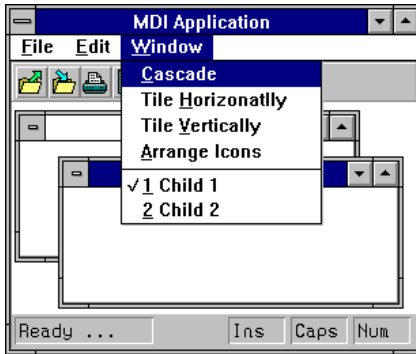 MDI Application
File Edit Window
Cascade
Tile Horizonatlly
Tile Vertically
Arrange Icons
✓1 Child 1
2 Child 2
Ready ... Ins Caps Num